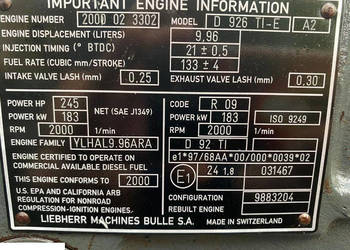 IMPORTANT ENGINE INFORMATION
ENGINE NUMBER 2000 02 3302 MODEL D 926 TI-E A2
DISPLACEMENT (LITERS) 9.96
INJECTION TIMING (° BTDC) 21 ± 0.5
FUEL RATE (CUBIC mm/STROKE) 133 ± 4
INTAKE VALVE LASH (mm) 0.25 EXHAUST VALVE LASH (mm) 0.30
POWER HP 245 NET (SAE J1349) CODE R 09
POWER kW 183 POWER kW 183 ISO 9249
RPM 2000 1/min RPM 2000 1/min
ENGINE FAMILY YLHAL9.96ARA D 92 TI
ENGINE CERTIFIED TO OPERATE ON e1*97/68AA*00/000*0039*02
COMMERCIAL AVAILABLE DIESEL FUEL
THIS ENGINE CONFORMS TO 2000 E1 24 1.8 031467
U.S. EPA AND CALIFORNIA ARB CONFIGURATION 9883204
REGULATION FOR NONROAD
COMPRESSION-IGNITION ENGINES. REBUILT ENGINE
LIEBHERR MACHINES BULLE S.A. MADE IN SWITZERLAND